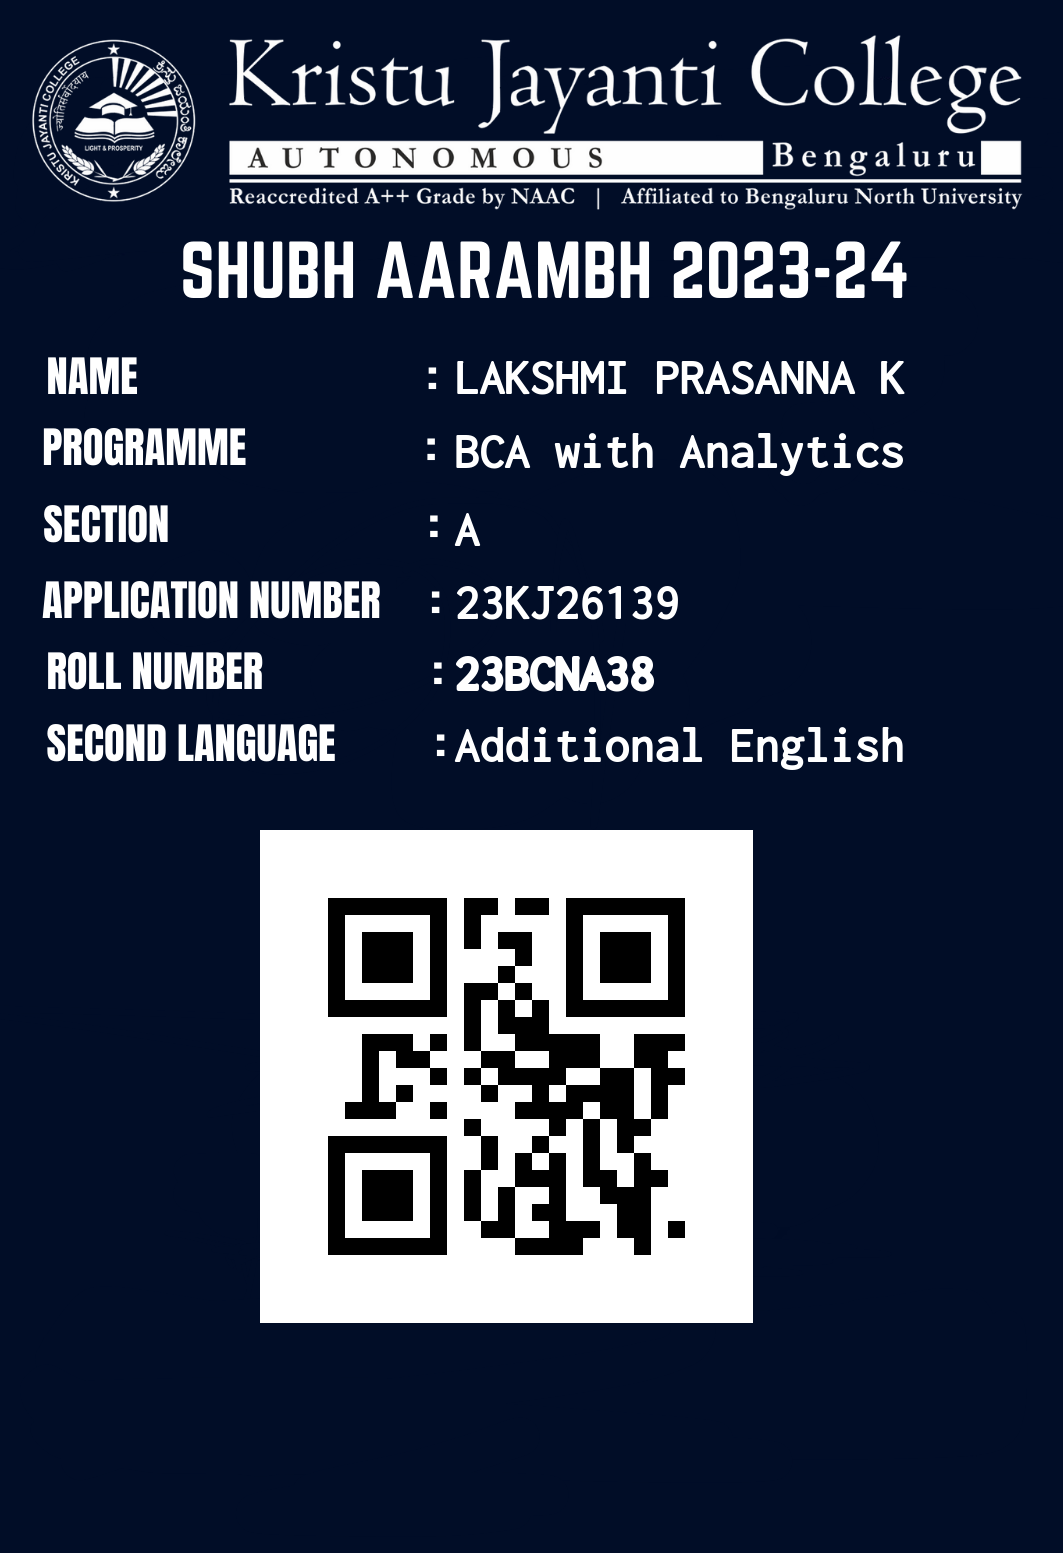 KRISTU JAYANTI COLLEGE
ಕ್ರಿಸ್ತು ಜಯಂತಿ ಕಾಲೇಜು
LIGHT & PROSPERITY
Kristu Jayanti College
AUTONOMOUS Bengaluru
Reaccredited A++ Grade by NAAC | Affiliated to Bengaluru North University
SHUBH AARAMBH 2023-24
NAME : LAKSHMI PRASANNA K
PROGRAMME : BCA with Analytics
SECTION : A
APPLICATION NUMBER : 23KJ26139
ROLL NUMBER : 23BCNA38
SECOND LANGUAGE : Additional English